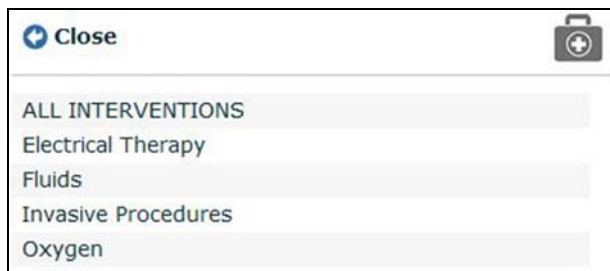 Close
ALL INTERVENTIONS
Electrical Therapy
Fluids
Invasive Procedures
Oxygen